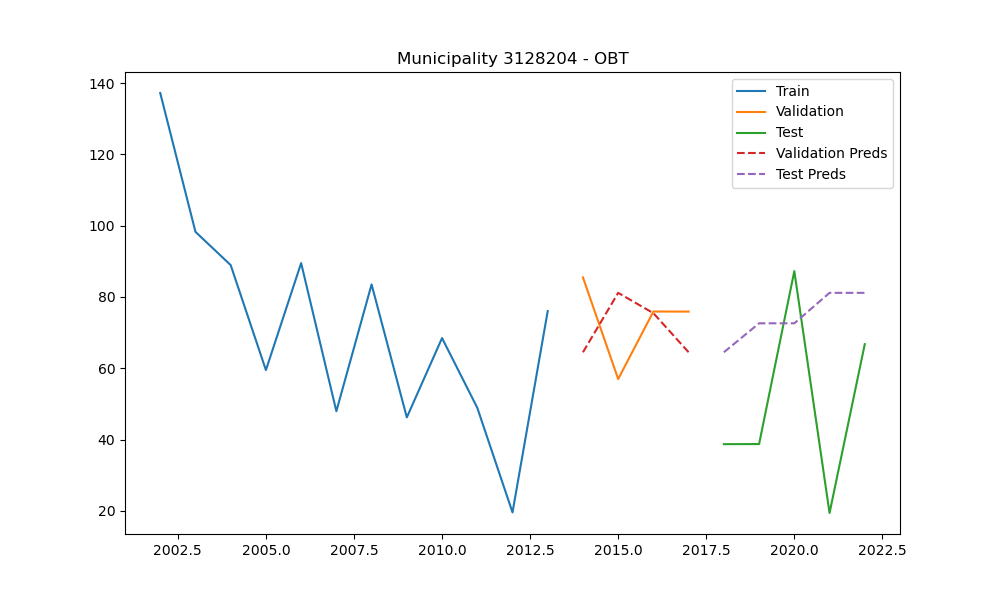 Municipality 3128204 - OBT
140
120
100
80
60
40
20
2002.5 2005.0 2007.5 2010.0 2012.5 2015.0 2017.5 2020.0 2022.5
Train
Validation
Test
Validation Preds
Test Preds